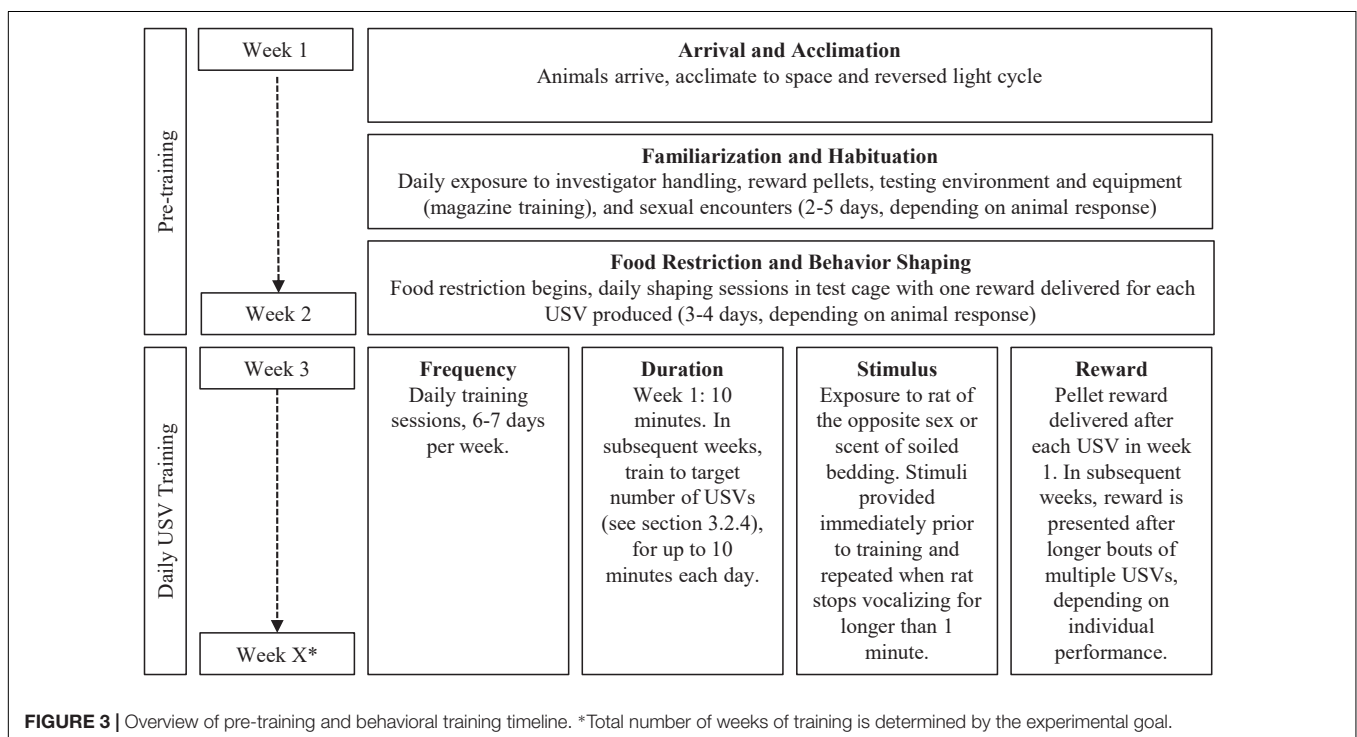 Pre-training
Week 1
Week 2
Arrival and Acclimation
Animals arrive, acclimate to space and reversed light cycle
Familiarization and Habituation
Daily exposure to investigator handling, reward pellets, testing environment and equipment
(magazine training), and sexual encounters (2-5 days, depending on animal response)
Food Restriction and Behavior Shaping
Food restriction begins, daily shaping sessions in test cage with one reward delivered for each
USV produced (3-4 days, depending on animal response)
Daily USV Training
Week 3
Week X*
Frequency
Daily training
sessions, 6-7 days
per week.
Duration
Week 1: 10
minutes. In
subsequent weeks,
train to target
number of USVs
(see section 3.2.4),
for up to 10
minutes each day.
Stimulus
Exposure to rat of
the opposite sex or
scent of soiled
bedding. Stimuli
provided
immediately prior
to training and
repeated when rat
stops vocalizing for
longer than 1
minute.
Reward
Pellet reward
delivered after
each USV in week
1. In subsequent
weeks, reward is
presented after
longer bouts of
multiple USVs,
depending on
individual
performance.
FIGURE 3 | Overview of pre-training and behavioral training timeline. *Total number of weeks of training is determined by the experimental goal.